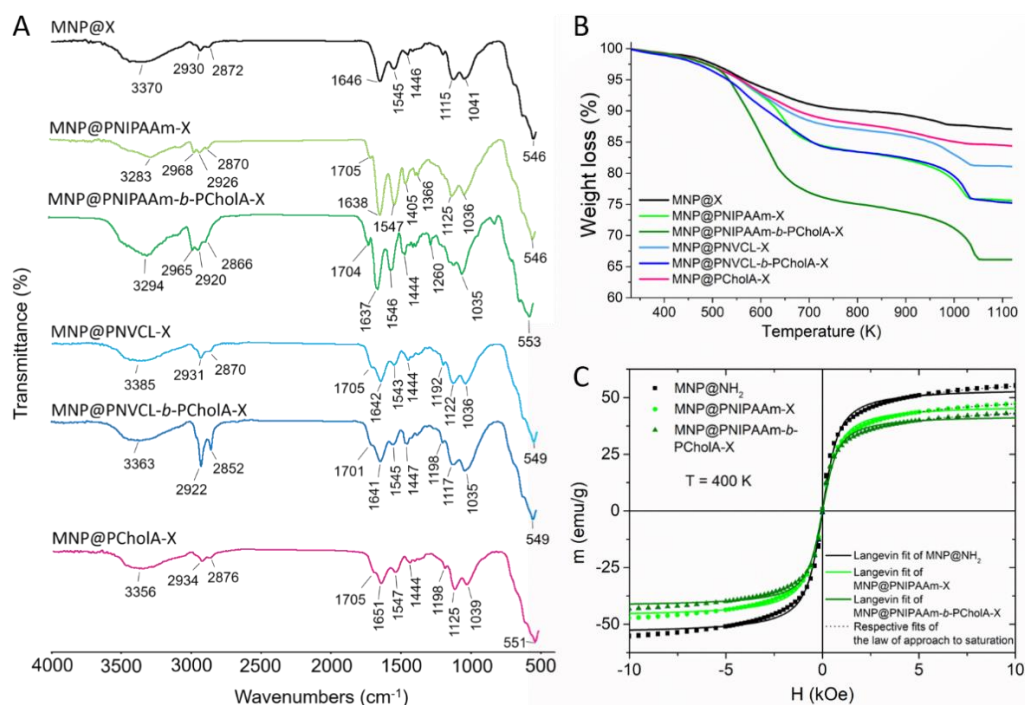 A
MNP@X
3370
2930
2872
1646
1545
1446
1115
1041
546
MNP@PNIPAAm-X
3283
2968
2926
2870
1705
1638
1547
1405
1366
1125
1036
546
MNP@PNIPAAm-b-PCholA-X
3294
2965
2920
2866
1704
1637
1546
1444
1260
1035
553
MNP@PNVCL-X
3385
2931
2870
1705
1642
1543
1444
1192
1122
1036
549
MNP@PNVCL-b-PCholA-X
3363
2922
2852
1701
1641
1545
1447
1198
1117
1035
549
MNP@PCholA-X
3356
2934
2876
1705
1651
1547
1444
1198
1125
1039
551
Transmittance (%)
4000 3500 3000 2500 2000 1500 1000 500
Wavenumbers (cm⁻¹)
B
100
95
90
85
80
75
70
65
60
Weight loss (%)
MNP@X
MNP@PNIPAAm-X
MNP@PNIPAAm-b-PCholA-X
MNP@PNVCL-X
MNP@PNVCL-b-PCholA-X
MNP@PCholA-X
400 500 600 700 800 900 1000 1100
Temperature (K)
C
50
25
0
-25
-50
m (emu/g)
MNP@NH₂
MNP@PNIPAAm-X
MNP@PNIPAAm-b-
PCholA-X
T = 400 K
Langevin fit of MNP@NH₂
Langevin fit of
MNP@PNIPAAm-X
Langevin fit of
MNP@PNIPAAm-b-PCholA-X
Respective fits of
the law of approach to saturation
-10 -5 0 5 10
H (kOe)